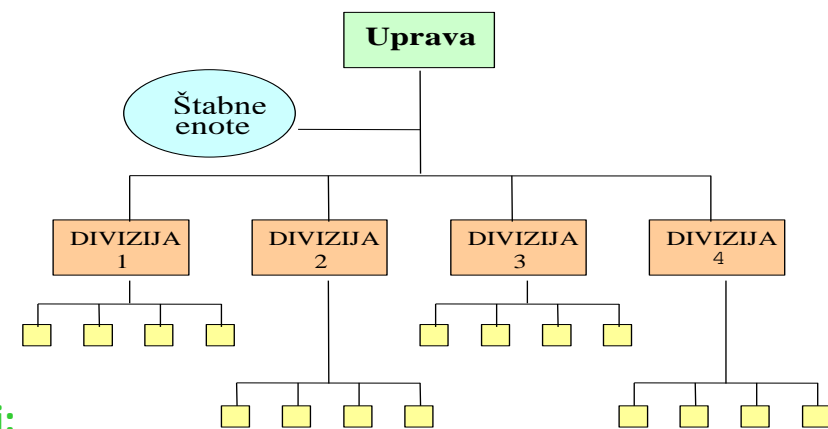 Uprava
Štabne
enote
DIVIZIJA
1
DIVIZIJA
2
DIVIZIJA
3
DIVIZIJA
4